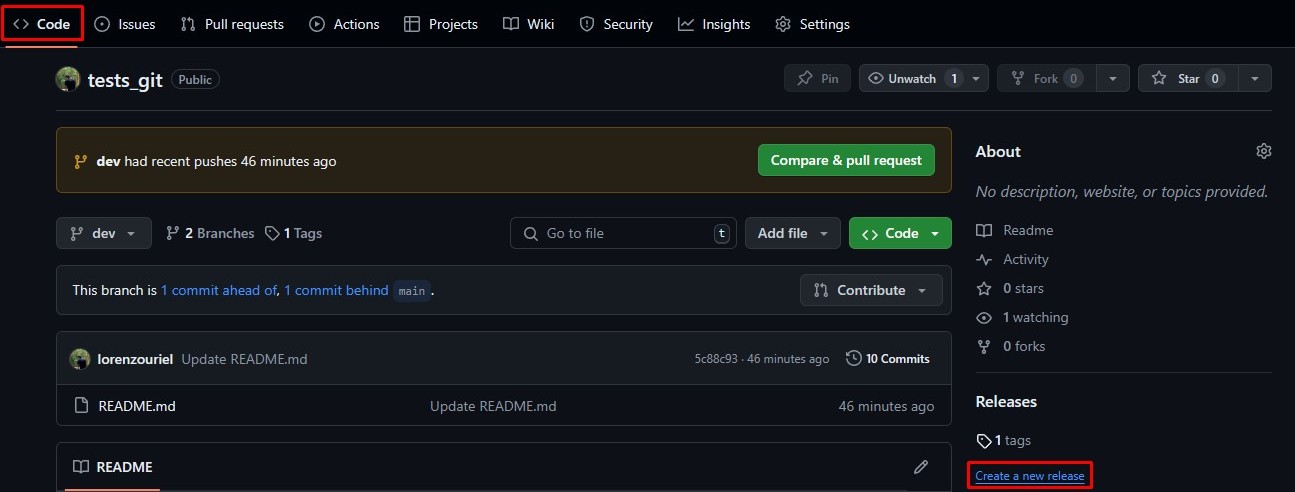 Code Issues Pull requests Actions Projects Wiki Security Insights Settings
tests_git Public Pin Unwatch 1 Fork 0 Star 0
dev had recent pushes 46 minutes ago Compare & pull request
dev 2 Branches 1 Tags Go to file t Add file Code
This branch is 1 commit ahead of, 1 commit behind main.
Contribute
lorenzouriel Update README.md 5c88c93 · 46 minutes ago 10 Commits
README.md Update README.md 46 minutes ago
README
About
No description, website, or topics provided.
Readme
Activity
0 stars
1 watching
0 forks
Releases
1 tags
Create a new release